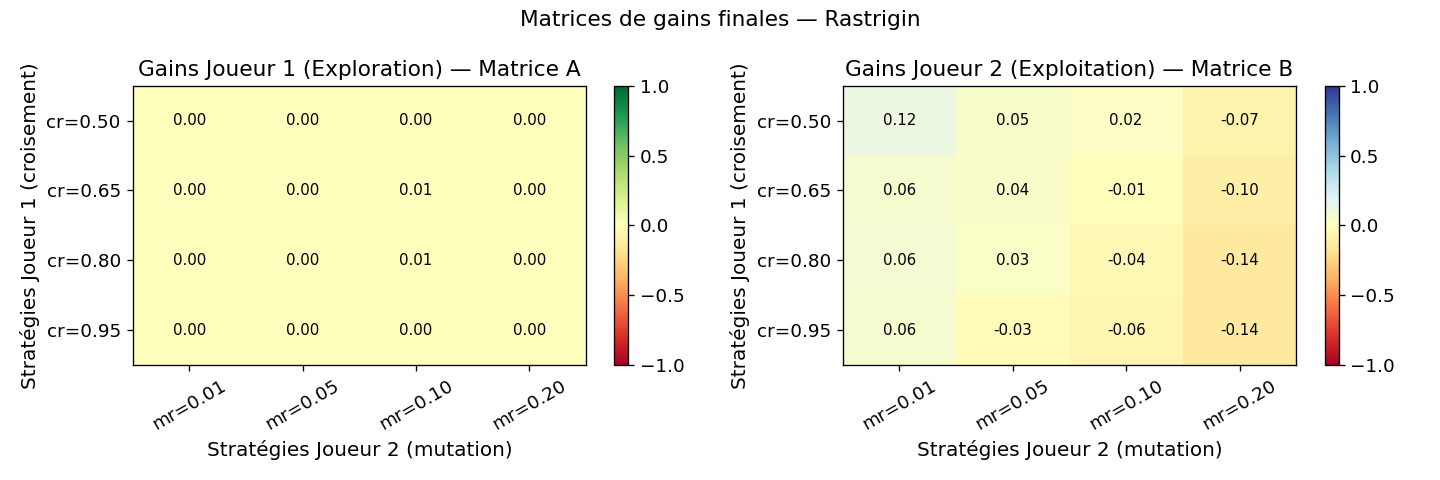 Matrices de gains finales — Rastrigin
Gains Joueur 1 (Exploration) — Matrice A
Stratégies Joueur 1 (croisement)
cr=0.50 0.00 0.00 0.00 0.00
cr=0.65 0.00 0.00 0.01 0.00
cr=0.80 0.00 0.00 0.01 0.00
cr=0.95 0.00 0.00 0.00 0.00
mr=0.01 mr=0.05 mr=0.10 mr=0.20
Stratégies Joueur 2 (mutation)
1.0
0.5
0.0
−0.5
−1.0
Gains Joueur 2 (Exploitation) — Matrice B
Stratégies Joueur 1 (croisement)
cr=0.50 0.12 0.05 0.02 -0.07
cr=0.65 0.06 0.04 -0.01 -0.10
cr=0.80 0.06 0.03 -0.04 -0.14
cr=0.95 0.06 -0.03 -0.06 -0.14
mr=0.01 mr=0.05 mr=0.10 mr=0.20
Stratégies Joueur 2 (mutation)
1.0
0.5
0.0
−0.5
−1.0